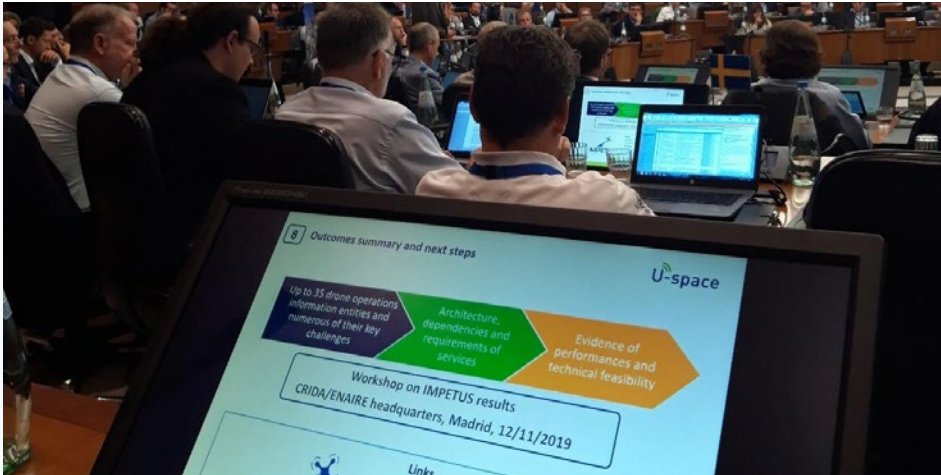 8 Outcomes summary and next steps
U-space
Up to 35 drone operations
information entities and
numerous of their key
challenges
Architecture,
dependencies and
requirements of
services
Evidence of
performances and
technical feasibility
Workshop on IMPETUS results
CRIDA/ENAIRE headquarters, Madrid, 12/11/2019
Links